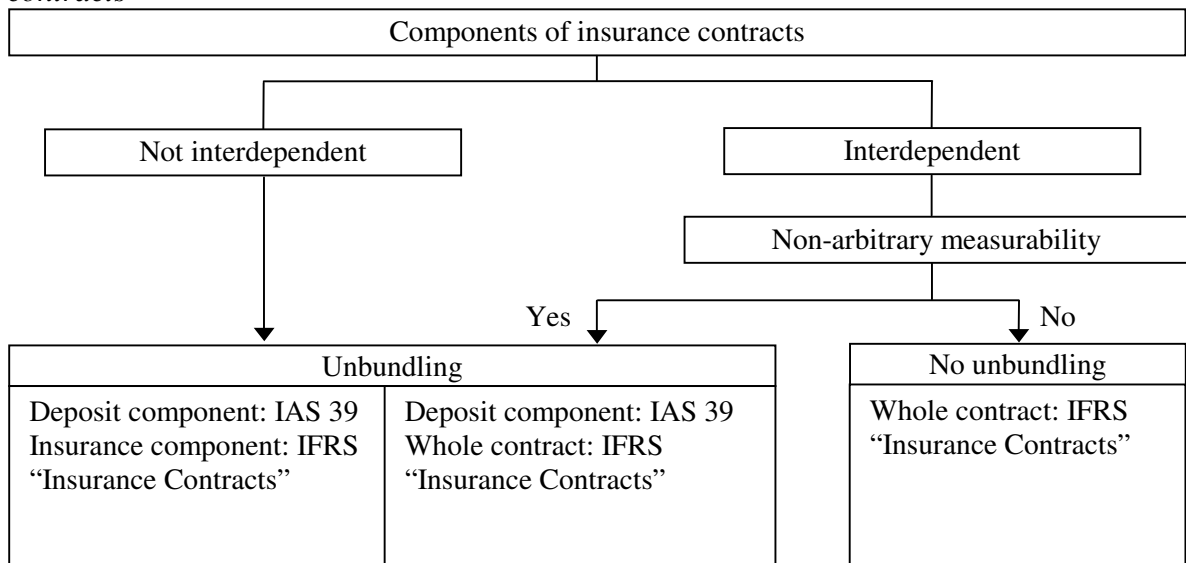 contracts
Components of insurance contracts
Not interdependent
Interdependent
Non-arbitrary measurability
Yes
No
Unbundling
No unbundling
Deposit component: IAS 39
Insurance component: IFRS
“Insurance Contracts”
Deposit component: IAS 39
Whole contract: IFRS
“Insurance Contracts”
Whole contract: IFRS
“Insurance Contracts”